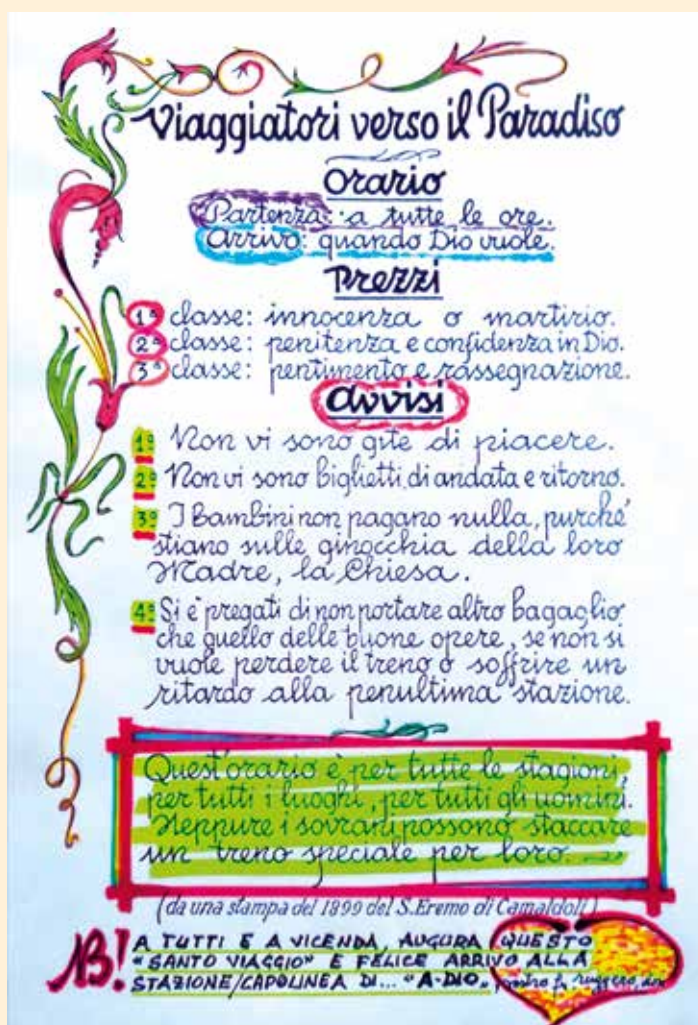 Viaggiatori verso il Paradiso
Orario
Partenza: a tutte le ore.
Arrivo: quando Dio vuole.
Prezzi
1ª classe: innocenza o martirio.
2ª classe: penitenza e confidenza in Dio.
3ª classe: pentimento e rassegnazione.
Avvisi
1º Non vi sono gite di piacere.
2º Non vi sono biglietti di andata e ritorno.
3º I Bambini non pagano nulla, purché
stiano sulle ginocchia della loro
Madre, la Chiesa.
4º Si è pregati di non portare altro bagaglio
che quello delle buone opere, se non si
vuole perdere il treno o soffrire un
ritardo alla penultima stazione.
Quest'orario è per tutte le stagioni,
per tutti i luoghi, per tutti gli uomini.
Neppure i sovrani possono staccare
un treno speciale per loro
(da una stampa del 1899 del S. Eremo di Camaldoli)
NB! A TUTTI E A VICENDA, AUGURA QUESTO
"SANTO VIAGGIO" E FELICE ARRIVO ALLA
STAZIONE/CAPOLINEA DI... "A-DIO„ vostro f. Ruggero,